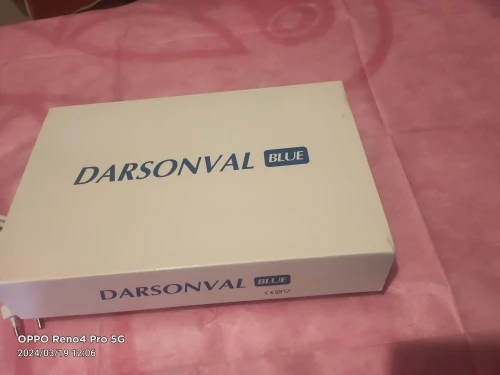 DARSONVAL BLUE
DARSONVAL BLUE
OPPO Reno4 Pro 5G
2024/03/19 12:06